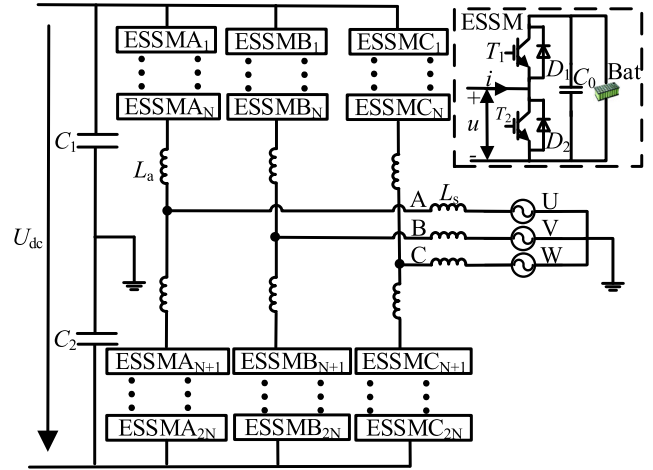 ESSMA1 ESSMB1 ESSMC1
ESSMAN ESSMBN ESSMCN
ESSM
T1
D1
C0
Bat
i
+
u
T2
D2
-
C1
La
Udc
A Ls U
B V
C W
C2
ESSMAN+1 ESSMBN+1 ESSMCN+1
ESSMA2N ESSMB2N ESSMC2N